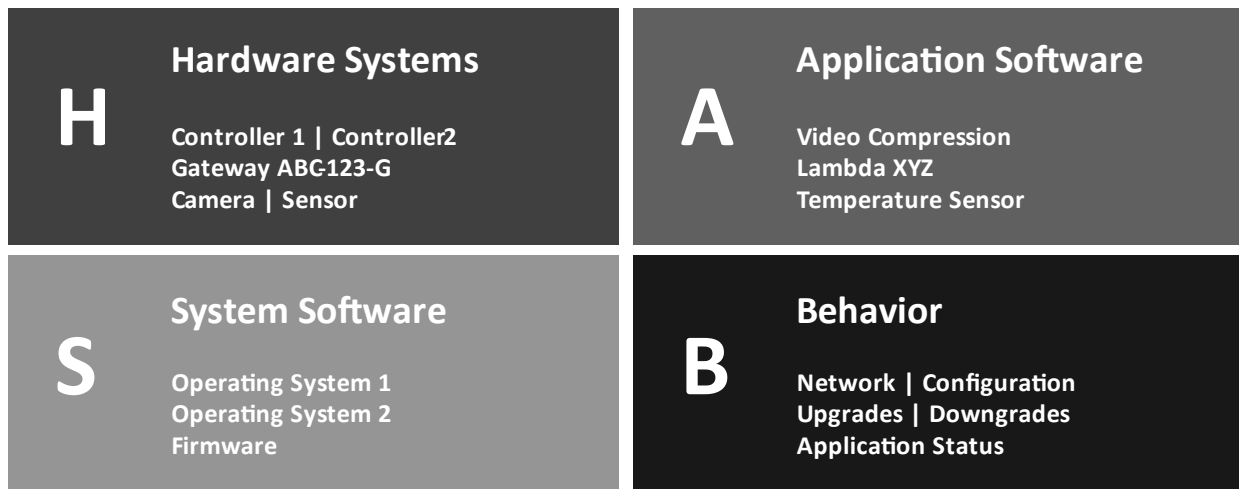 H
Hardware Systems
Controller 1 | Controller2
Gateway ABC-123-G
Camera | Sensor
A
Application Software
Video Compression
Lambda XYZ
Temperature Sensor
S
System Software
Operating System 1
Operating System 2
Firmware
B
Behavior
Network | Configuration
Upgrades | Downgrades
Application Status